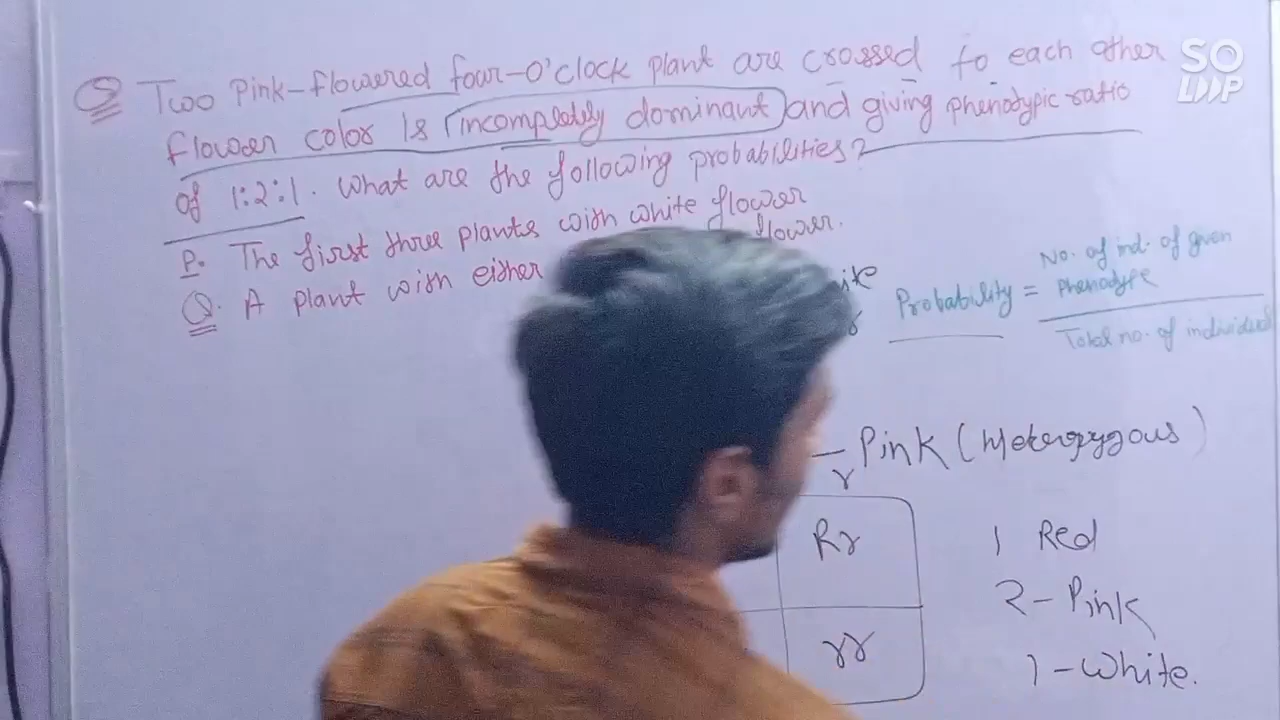 Q Two Pink-flowered four-o'clock plant are crossed to each other
flower color is incompletely dominant and giving phenotypic ratio
of 1:2:1. What are the following probabilities?
P. The first three plants with white flower
Q. A plant with either flower.
Probability = No. of ind. of given
Phenotype
Total no. of individual
Pink (Heterozygous)
r
Rr
rr
1 Red
2 - Pink
1 - White.
SO
LOOP